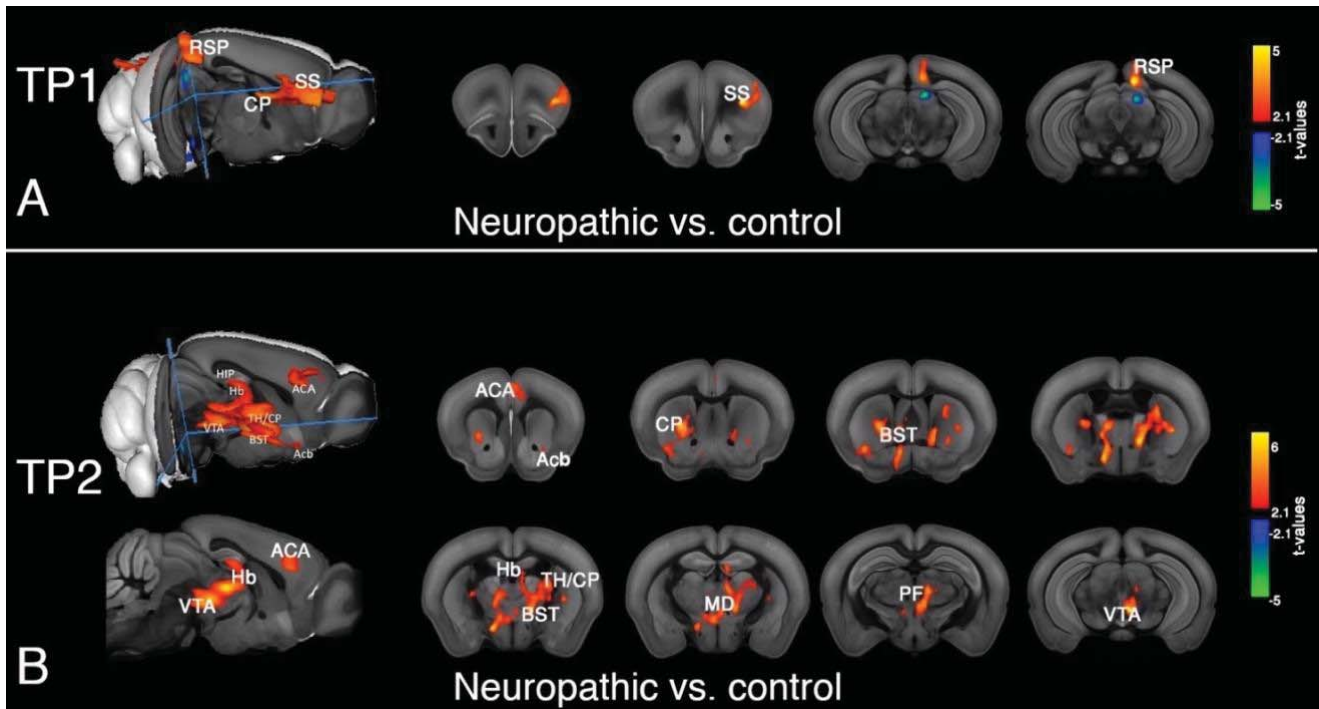 TP1
RSP
SS
CP
SS
RSP
5
2.1
-2.1
-5
t-values
A
Neuropathic vs. control
TP2
HIP
Hb
ACA
TH/CP
VTA
BST
Acb
ACA
Acb
CP
BST
6
2.1
-2.1
-5
t-values
ACA
Hb
VTA
Hb
TH/CP
BST
MD
PF
VTA
B
Neuropathic vs. control